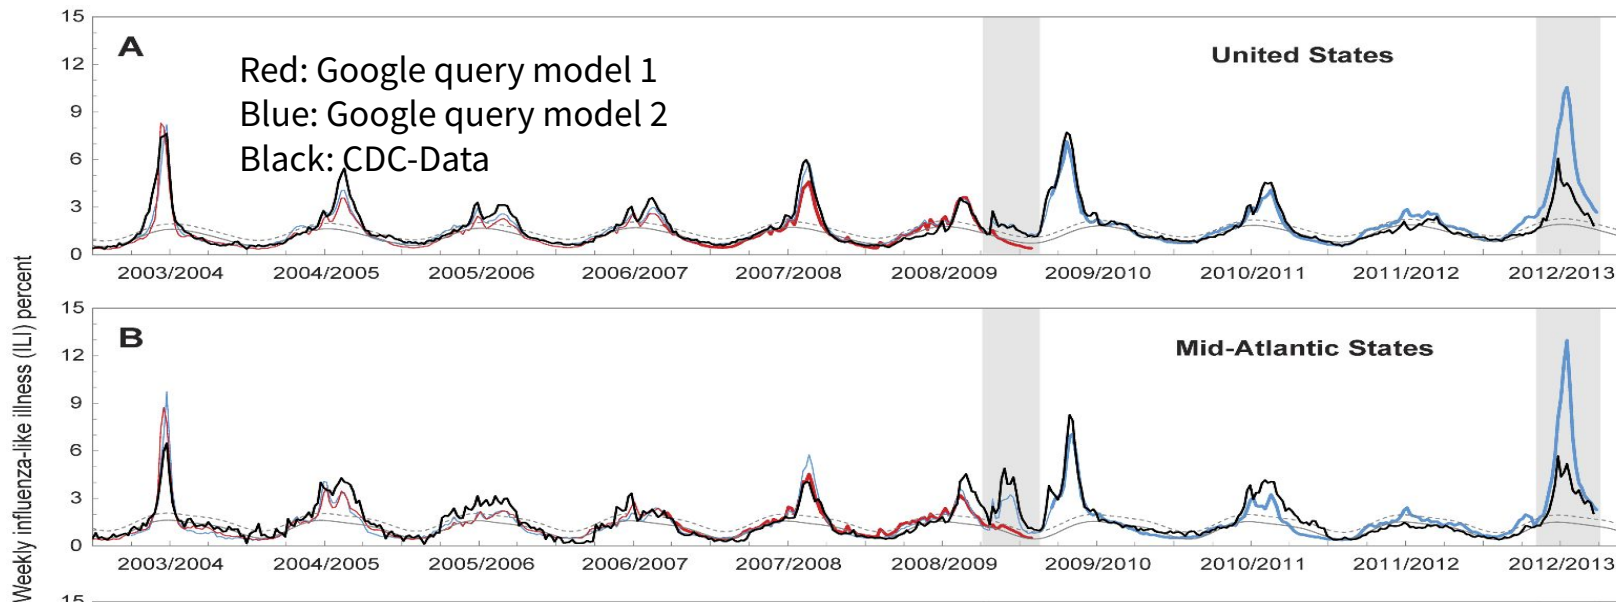 Weekly influenza-like illness (ILI) percent
15
A
United States
Red: Google query model 1
Blue: Google query model 2
Black: CDC-Data
12
9
6
3
0
2003/2004 2004/2005 2005/2006 2006/2007 2007/2008 2008/2009 2009/2010 2010/2011 2011/2012 2012/2013
15
B
Mid-Atlantic States
12
9
6
3
0
2003/2004 2004/2005 2005/2006 2006/2007 2007/2008 2008/2009 2009/2010 2010/2011 2011/2012 2012/2013
15